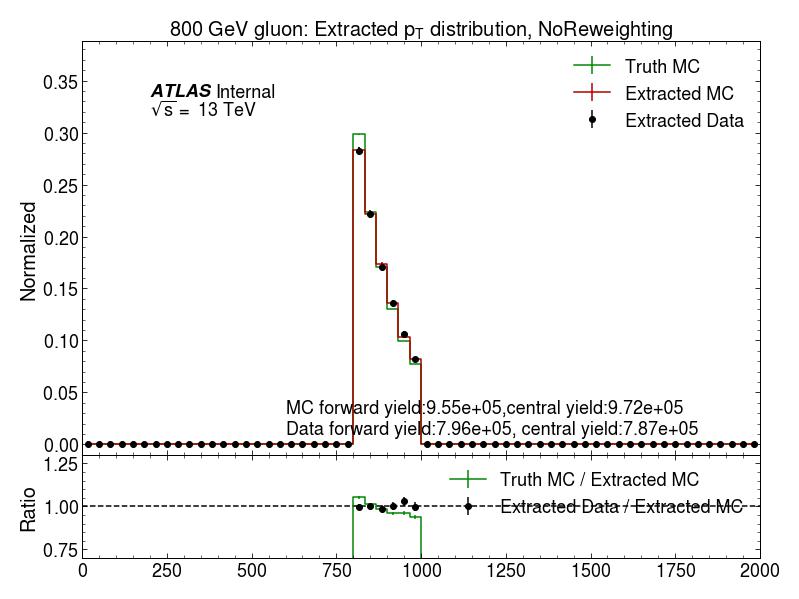 800 GeV gluon: Extracted p_T distribution, NoReweighting
ATLAS Internal
√s = 13 TeV
Truth MC
Extracted MC
Extracted Data
Normalized
0.35
0.30
0.25
0.20
0.15
0.10
0.05
0.00
MC forward yield:9.55e+05,central yield:9.72e+05
Data forward yield:7.96e+05, central yield:7.87e+05
Ratio
1.25
1.00
0.75
Truth MC / Extracted MC
Extracted Data / Extracted MC
0 250 500 750 1000 1250 1500 1750 2000